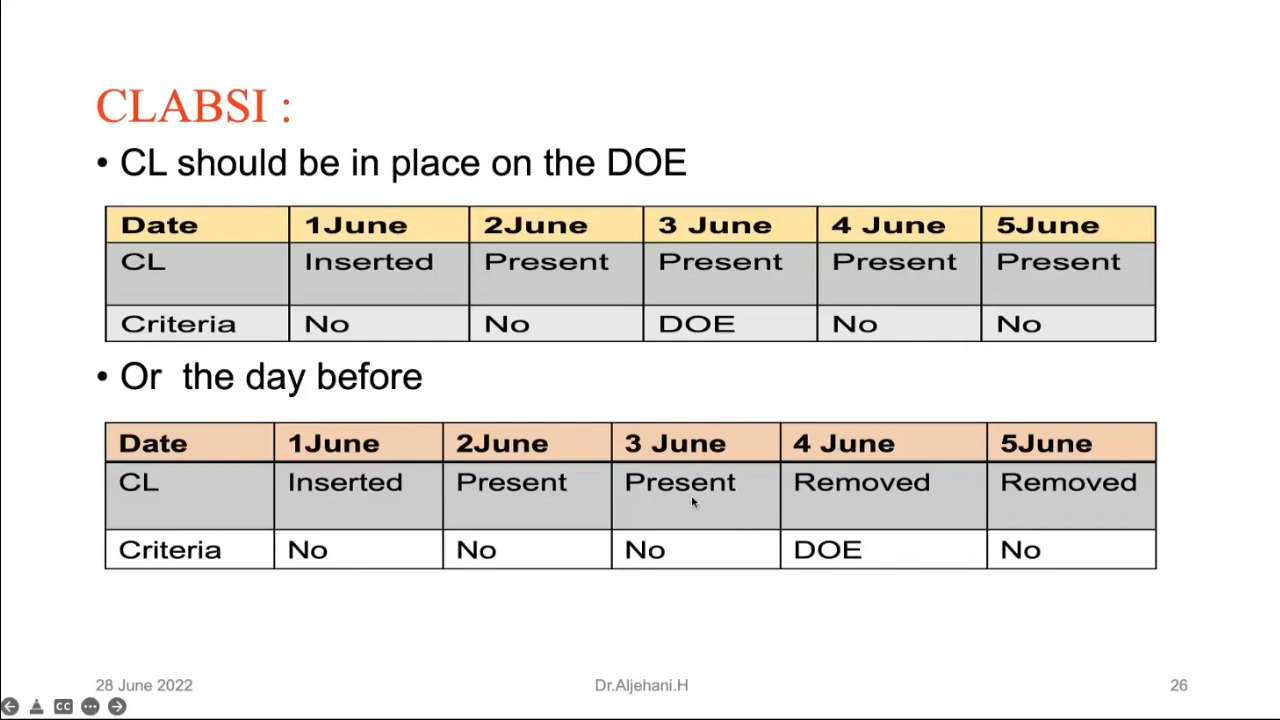 CLABSI :
• CL should be in place on the DOE
Date 1June 2June 3 June 4 June 5June
CL Inserted Present Present Present Present
Criteria No No DOE No No
• Or the day before
Date 1June 2June 3 June 4 June 5June
CL Inserted Present Present Removed Removed
Criteria No No No DOE No
28 June 2022 Dr.Aljehani.H 26
CC